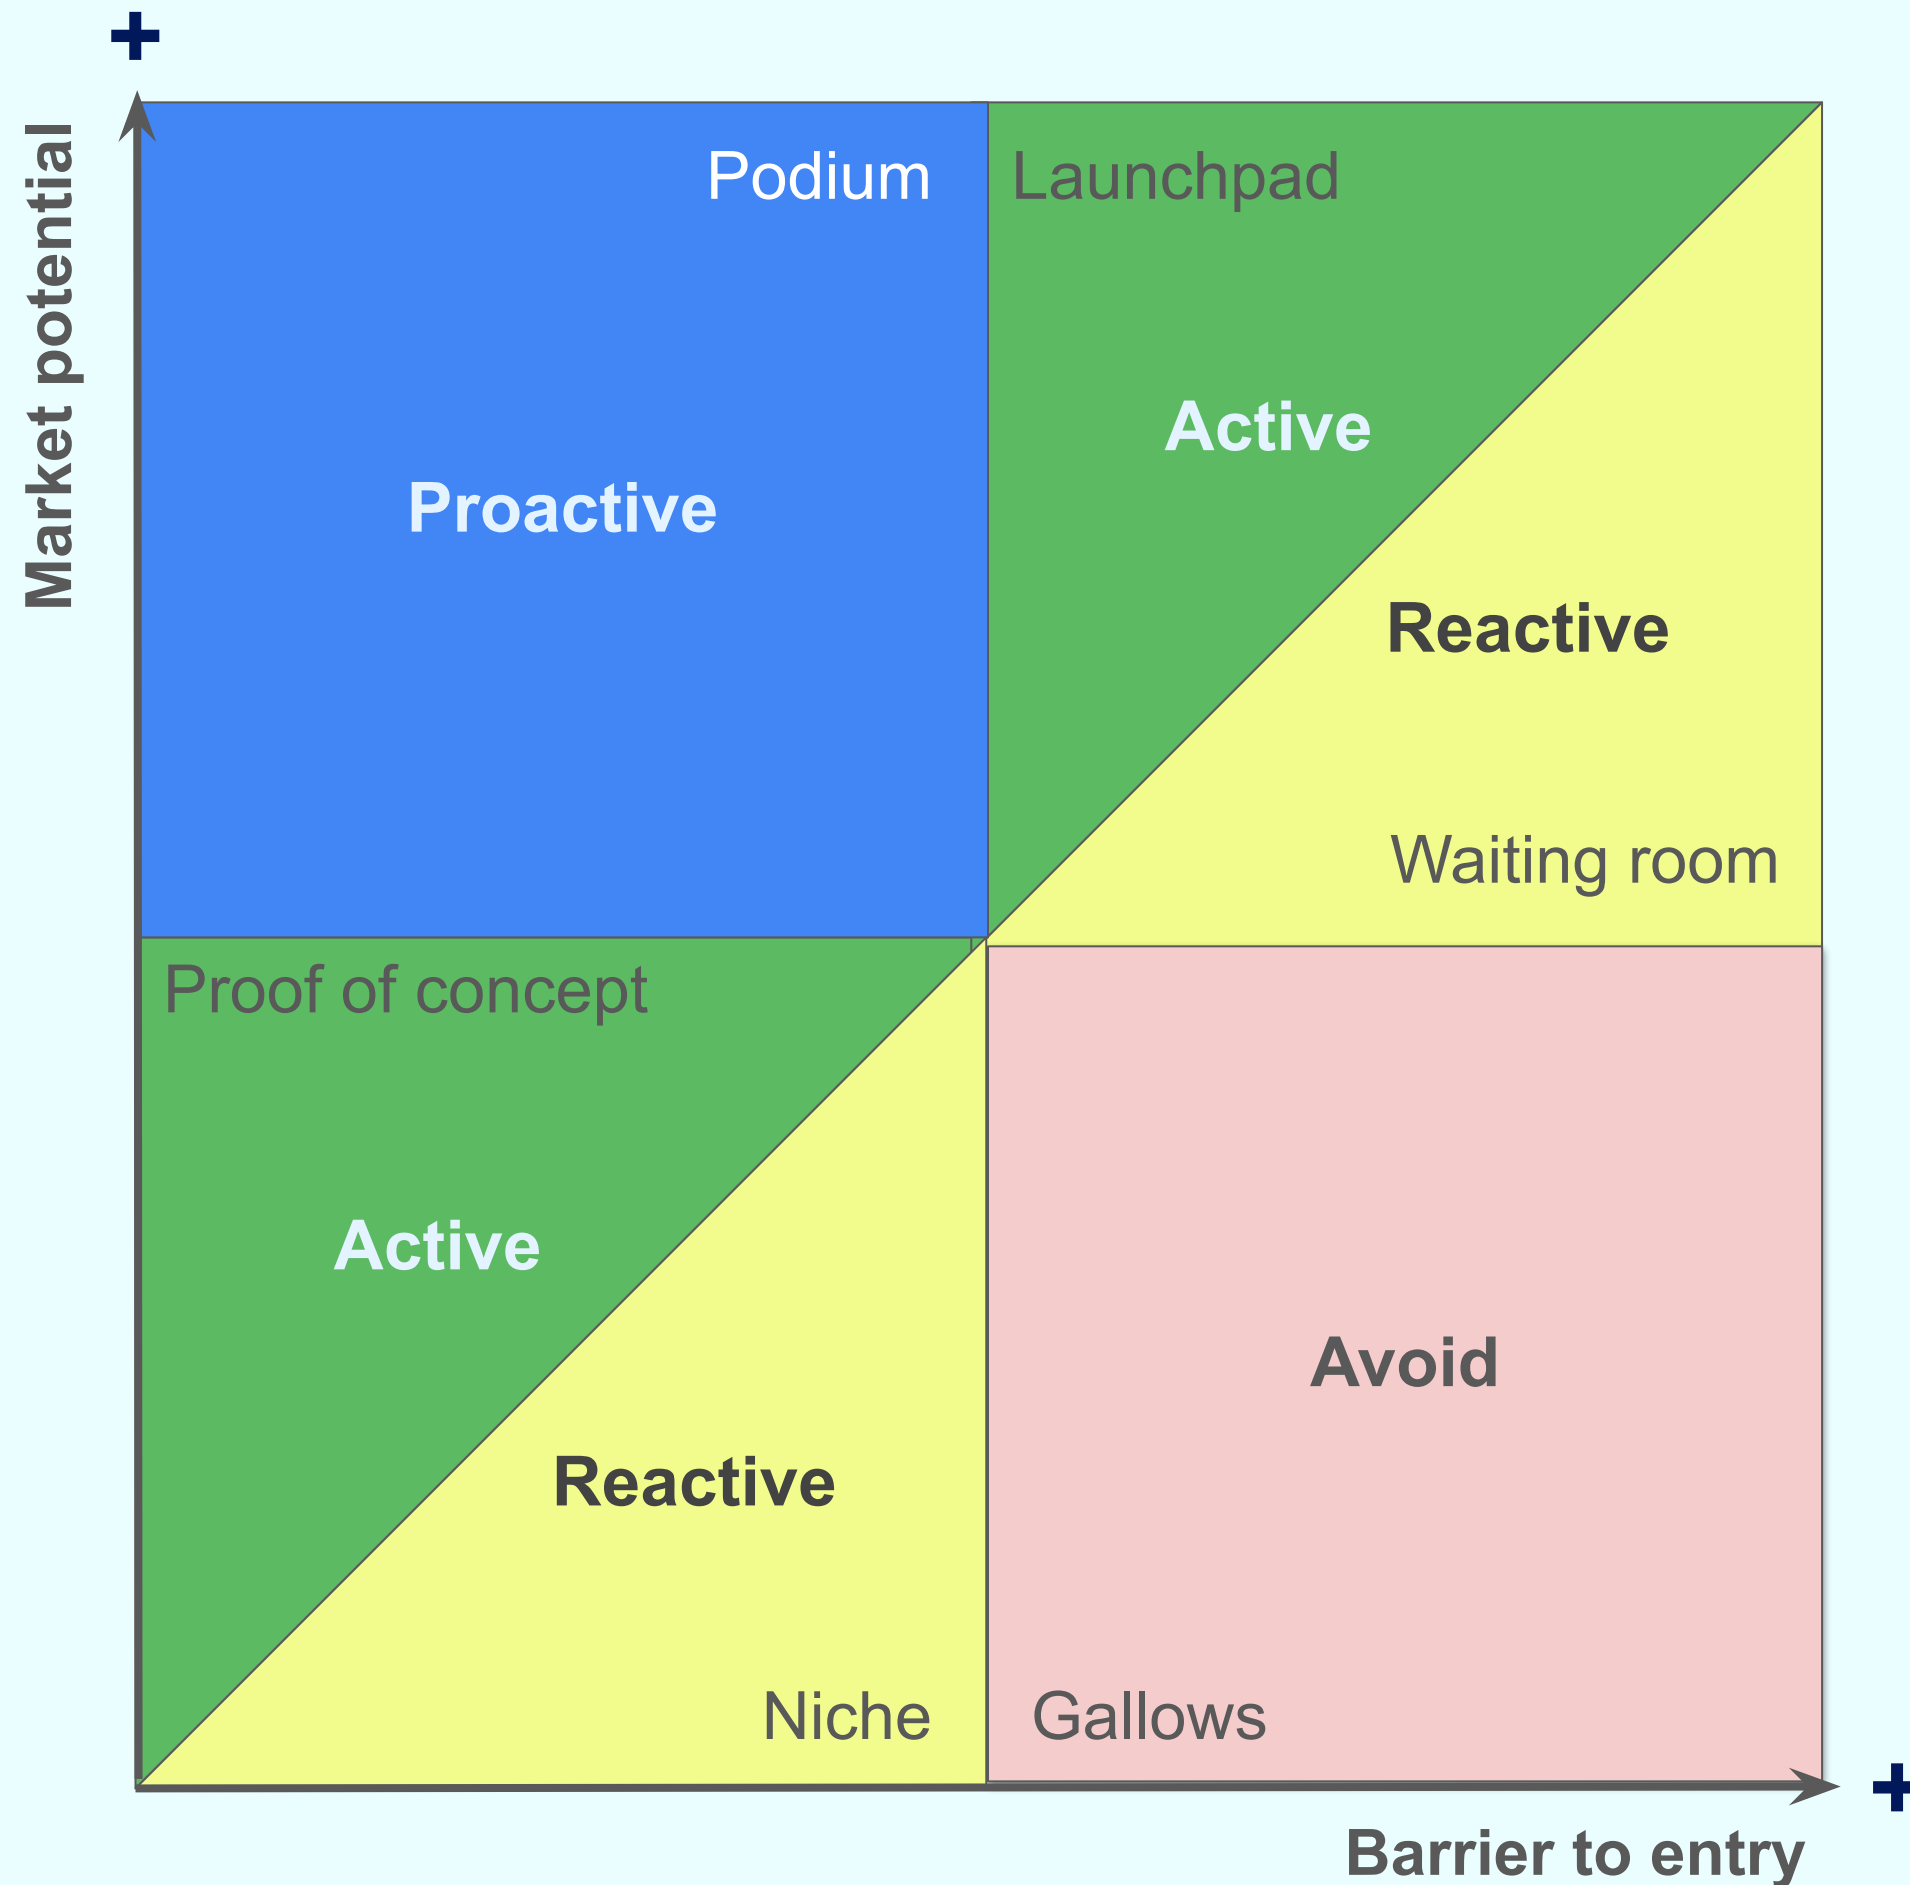 +
Market potential
Podium
Launchpad
Active
Proactive
Reactive
Waiting room
Proof of concept
Active
Avoid
Reactive
Niche
Gallows
+
Barrier to entry